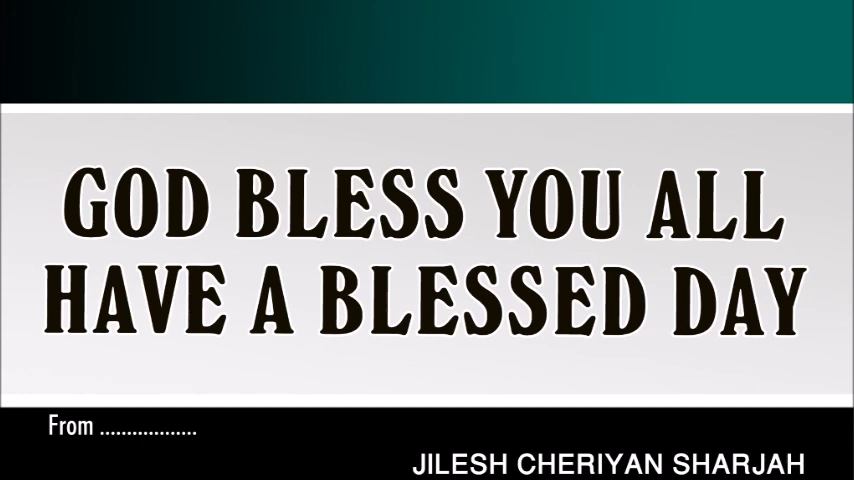 GOD BLESS YOU ALL
HAVE A BLESSED DAY
From ..................
JILESH CHERIYAN SHARJAH